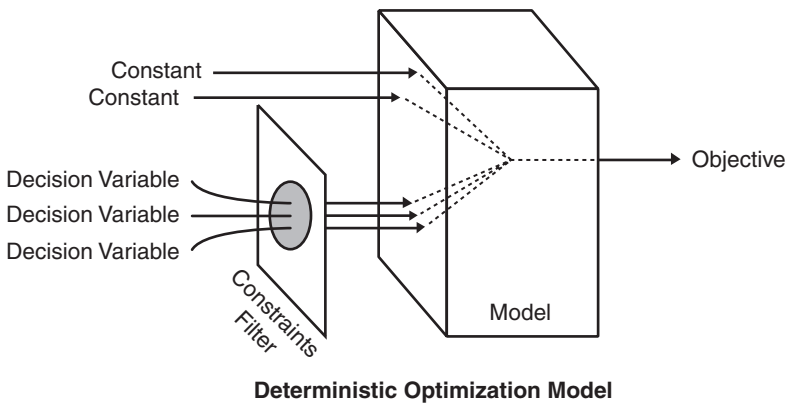 Constant
Constant
Objective
Decision Variable
Decision Variable
Decision Variable
Constraints
Filter
Model
Deterministic Optimization Model